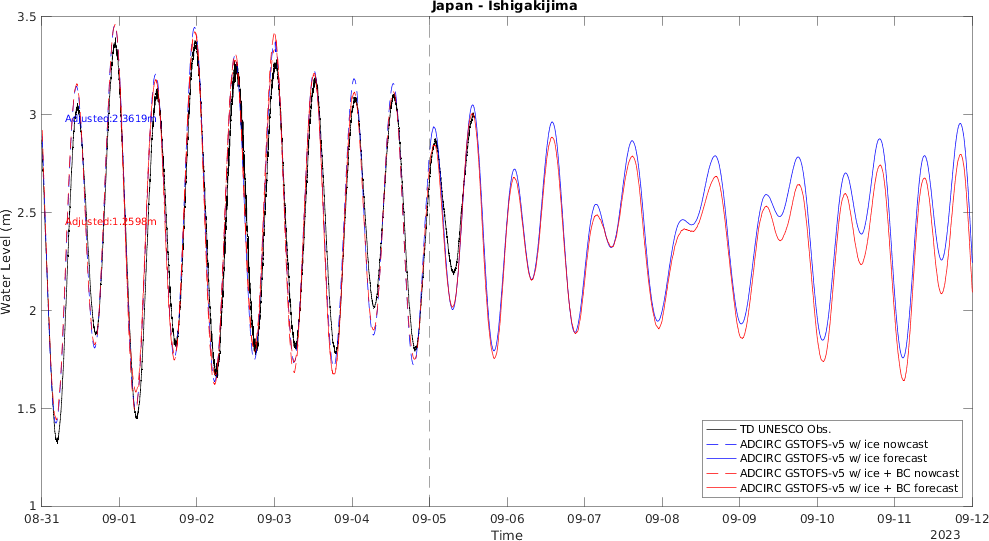 Japan - Ishigakijima
3.5
3
2.5
2
1.5
1
Water Level (m)
Adjusted:2.3619m
Adjusted:1.2598m
TD UNESCO Obs.
ADCIRC GSTOFS-v5 w/ ice nowcast
ADCIRC GSTOFS-v5 w/ ice forecast
ADCIRC GSTOFS-v5 w/ ice + BC nowcast
ADCIRC GSTOFS-v5 w/ ice + BC forecast
08-31 09-01 09-02 09-03 09-04 09-05 09-06 09-07 09-08 09-09 09-10 09-11 09-12
Time
2023